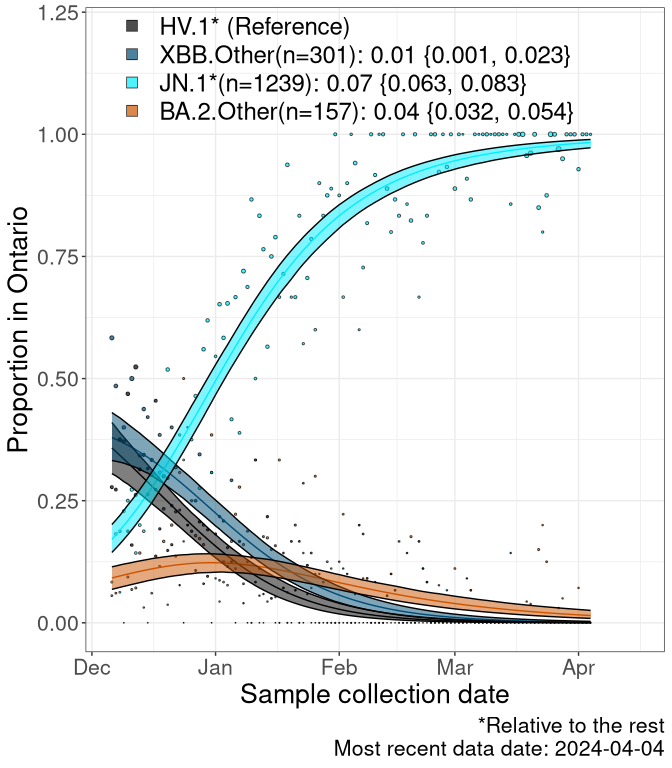 1.25
HV.1* (Reference)
XBB.Other(n=301): 0.01 {0.001, 0.023}
JN.1*(n=1239): 0.07 {0.063, 0.083}
BA.2.Other(n=157): 0.04 {0.032, 0.054}
1.00
0.75
0.50
0.25
0.00
Proportion in Ontario
Dec Jan Feb Mar Apr
Sample collection date
*Relative to the rest
Most recent data date: 2024-04-04